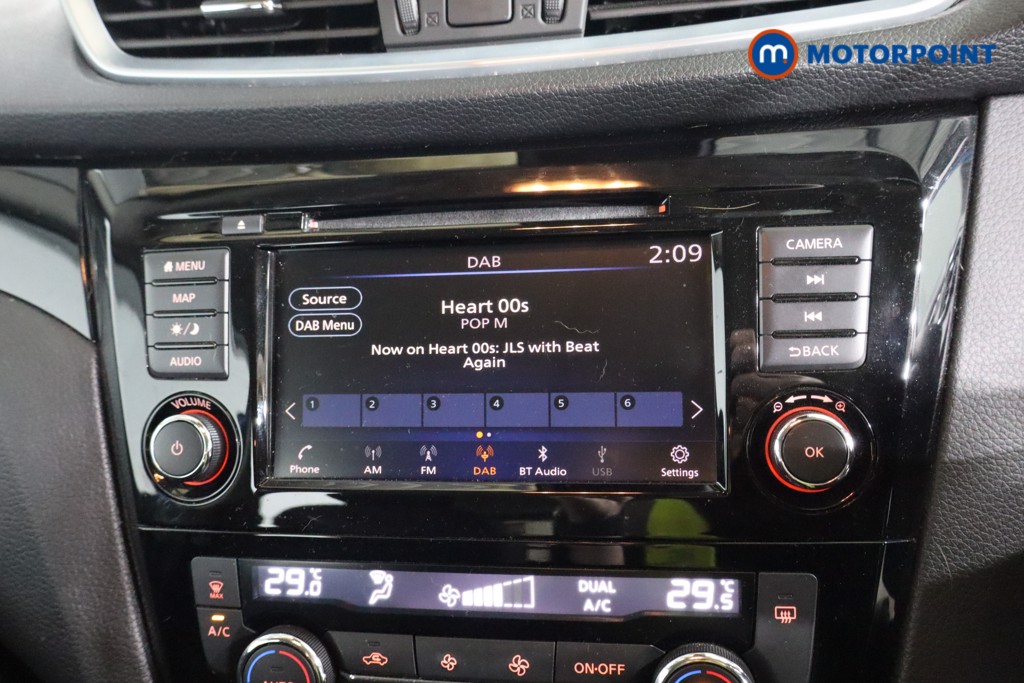 m MOTORPOINT
MENU
MAP
AUDIO
VOLUME
DAB
2:09
Source
DAB Menu
Heart 00s
POP M
Now on Heart 00s: JLS with Beat
Again
1 2 3 4 5 6
Phone AM FM DAB BT Audio USB Settings
CAMERA
BACK
OK
MAX
A/C
29.0°C
DUAL
A/C
29.5°C
AUTO
ON·OFF